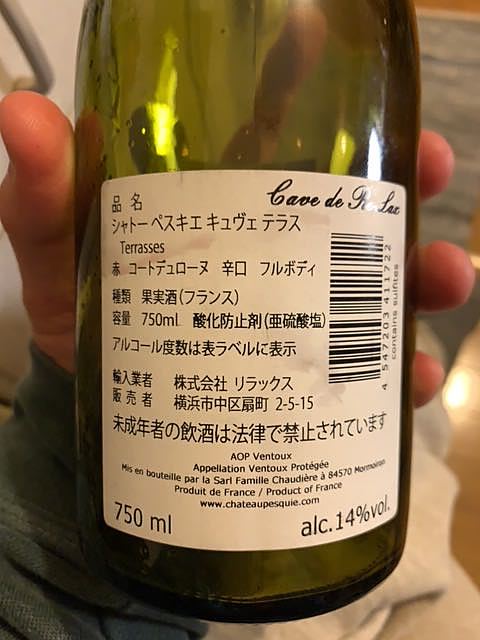 Cave de Re-Lax
品 名
シャトー ペスキエ キュヴェ テラス
Terrasses
赤 コートデュローヌ 辛口 フルボディ
種類 果実酒(フランス)
容量 750ml 酸化防止剤(亜硫酸塩)
アルコール度数は表ラベルに表示
輸入業者 株式会社 リラックス
販売者 横浜市中区扇町 2-5-15
未成年者の飲酒は法律で禁止されています
4 547203 411722
contains sulfites
AOP Ventoux
Appellation Ventoux Protégée
Mis en bouteille par la Sarl Famille Chaudière à 84570 Mormoiron
Produit de France / Product of France
www.chateaupesquie.com
750 ml
alc.14%vol.